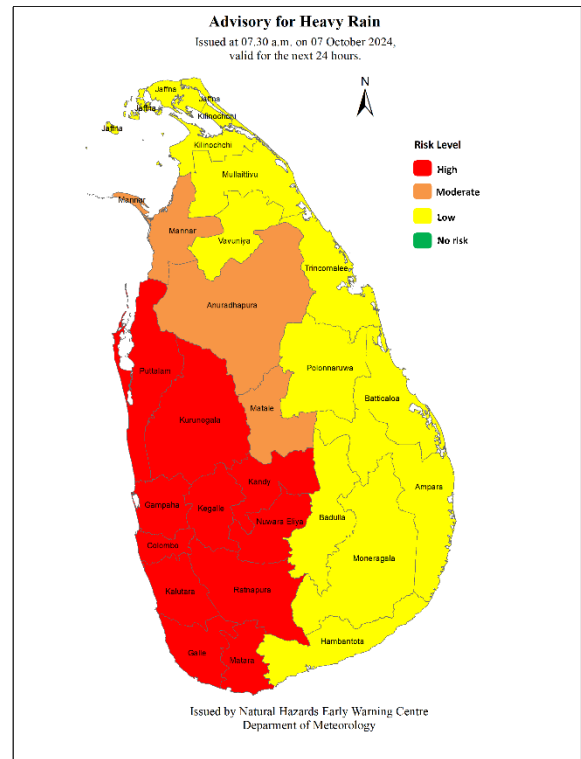 Advisory for Heavy Rain
Issued at 07.30 a.m. on 07 October 2024,
valid for the next 24 hours.
N
Risk Level
High
Moderate
Low
No risk
Jaffna
Jaffna
Jaffna
Jaffna
Kilinochchi
Kilinochchi
Mullaittivu
Mannar
Mannar
Vavuniya
Trincomalee
Anuradhapura
Puttalam
Polonnaruwa
Batticaloa
Matale
Kurunegala
Kandy
Ampara
Gampaha
Kegalle
Nuwara Eliya
Badulla
Colombo
Moneragala
Kalutara
Ratnapura
Hambantota
Galle
Matara
Issued by Natural Hazards Early Warning Centre
Deparment of Meteorology